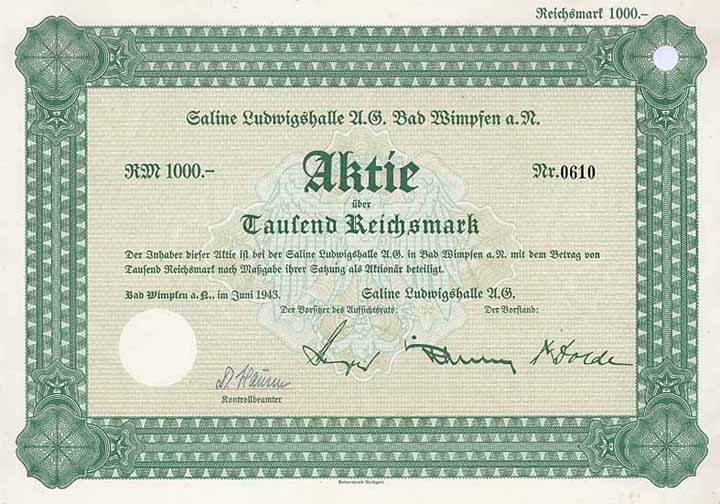 Reichsmark 1000.-
Saline Ludwigshalle A.G. Bad Wimpfen a.N.
RM 1000.- Aktie Nr. 0610
über
Tausend Reichsmark
Der Inhaber dieser Aktie ist bei der Saline Ludwigshalle A.G. in Bad Wimpfen a.N. mit dem Betrag von
Tausend Reichsmark nach Maßgabe ihrer Satzung als Aktionär beteiligt.
Bad Wimpfen a.N., im Juni 1943. Saline Ludwigshalle A.G.
Der Vorsitzer des Aufsichtsrats: Der Vorstand:
Dolde
Kontrollbeamter
Stuttgart